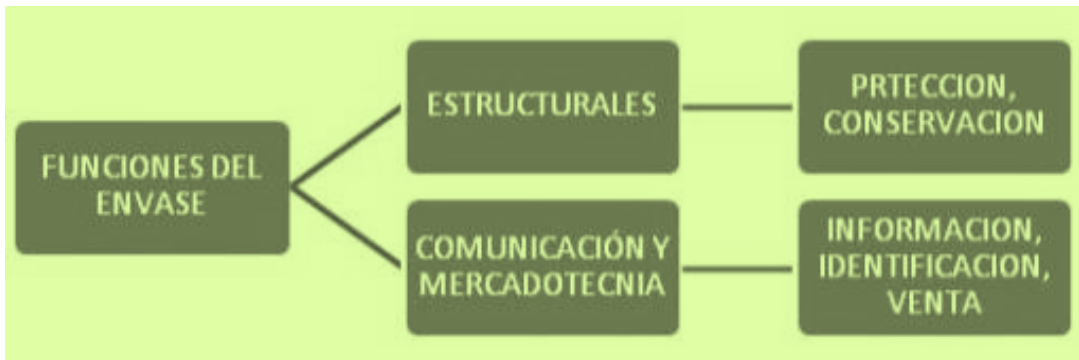 FUNCIONES DEL
ENVASE
ESTRUCTURALES
PRTECCION,
CONSERVACION
COMUNICACIÓN Y
MERCADOTECNIA
INFORMACION,
IDENTIFICACION,
VENTA